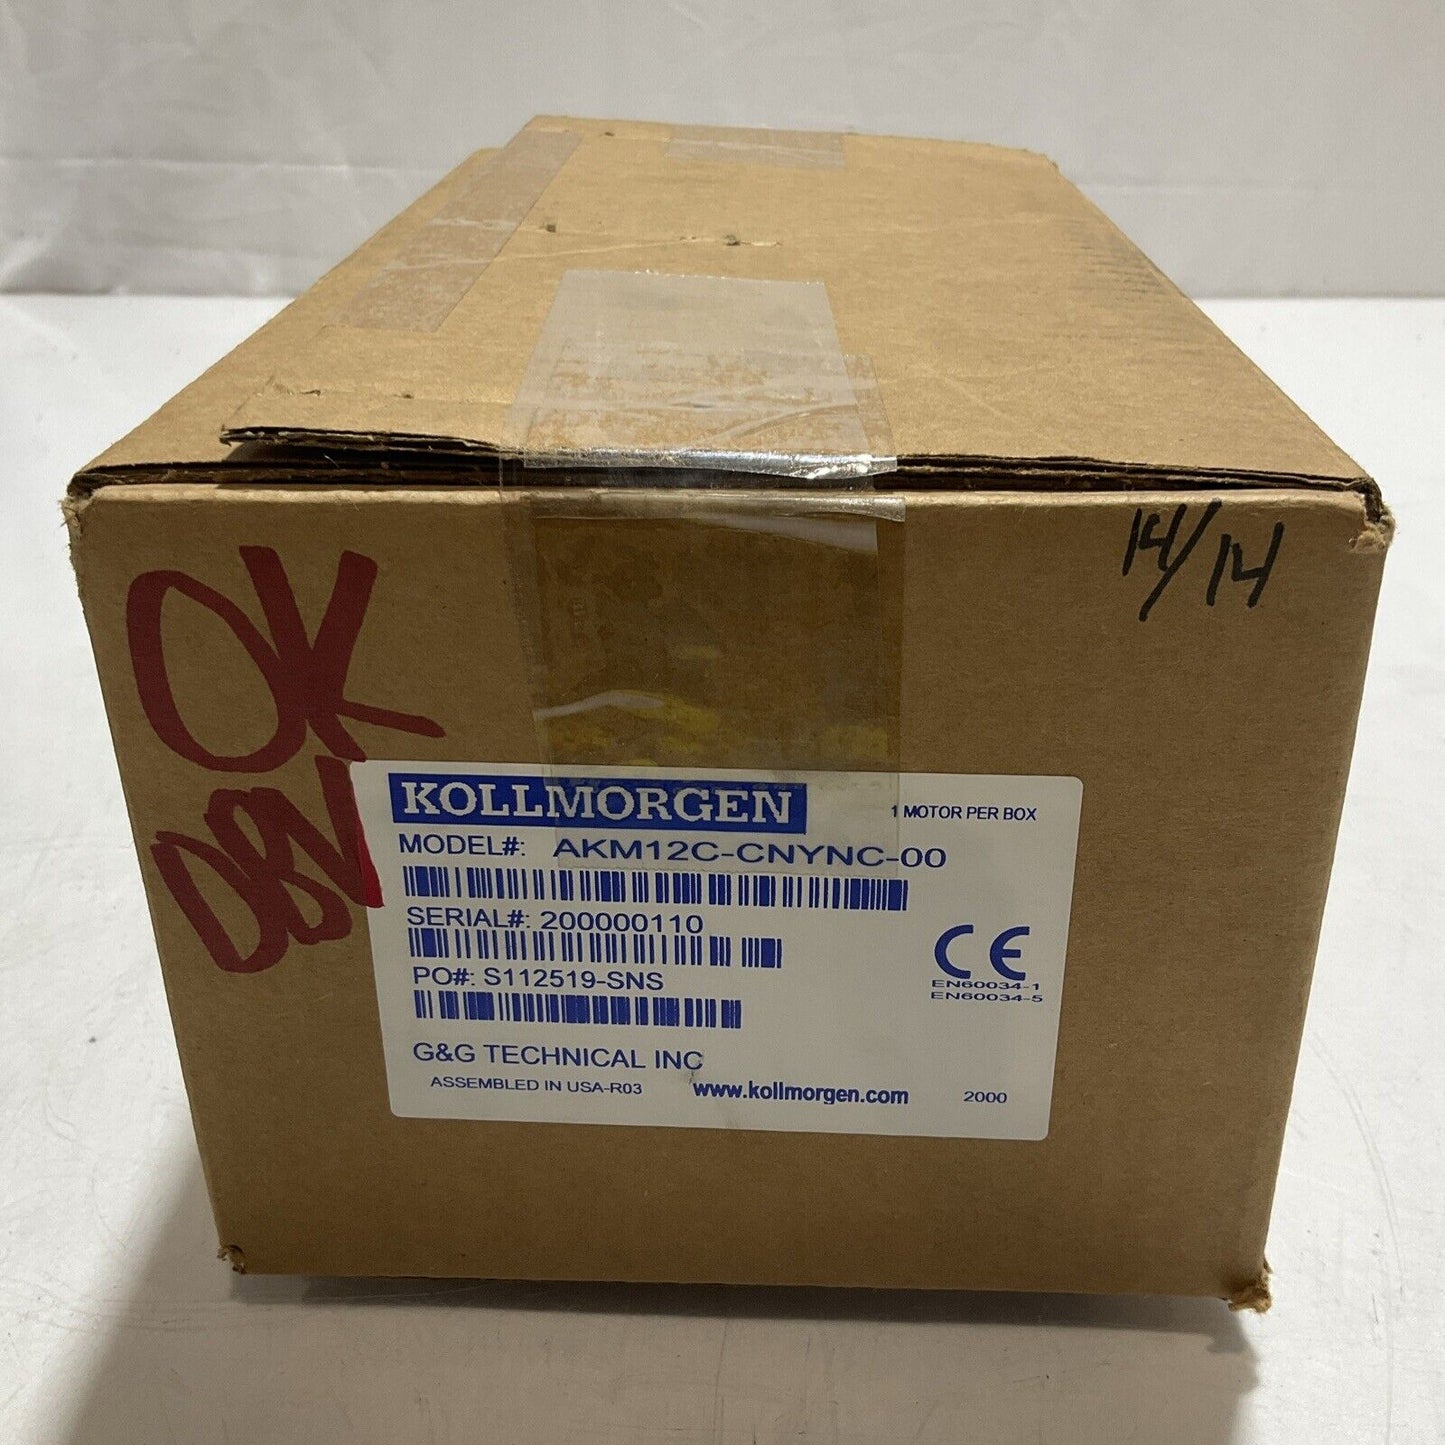 14/14
OK
DBV
KOLLMORGEN
1 MOTOR PER BOX
MODEL#: AKM12C-CNYNC-00
SERIAL#: 200000110
PO#: S112519-SNS
CE
EN60034-1
EN60034-5
G&G TECHNICAL INC
ASSEMBLED IN USA-R03 www.kollmorgen.com 2000